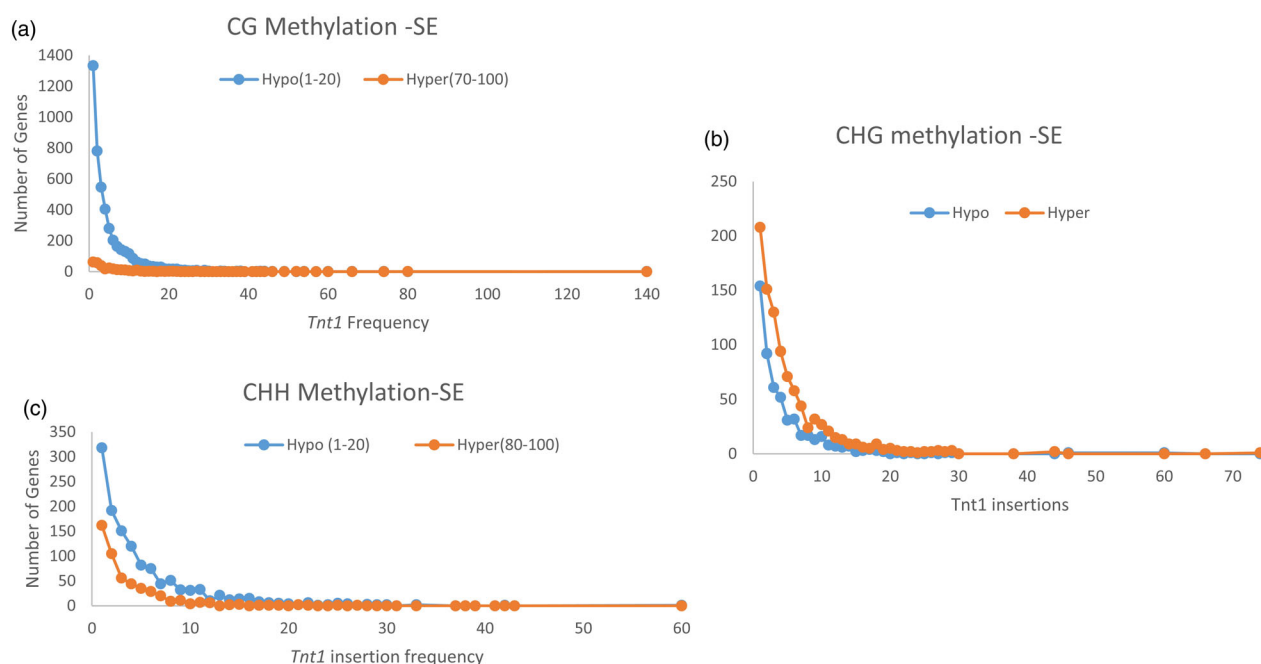 (a)
CG Methylation -SE
Hypo(1-20) Hyper(70-100)
Number of Genes
1400
1200
1000
800
600
400
200
0
0 20 40 60 80 100 120 140
Tnt1 Frequency
(b)
CHG methylation -SE
Hypo Hyper
250
200
150
100
50
0
0 10 20 30 40 50 60 70
Tnt1 insertions
(c)
CHH Methylation-SE
Hypo (1-20) Hyper(80-100)
Number of Genes
350
300
250
200
150
100
50
0
0 10 20 30 40 50 60
Tnt1 insertion frequency